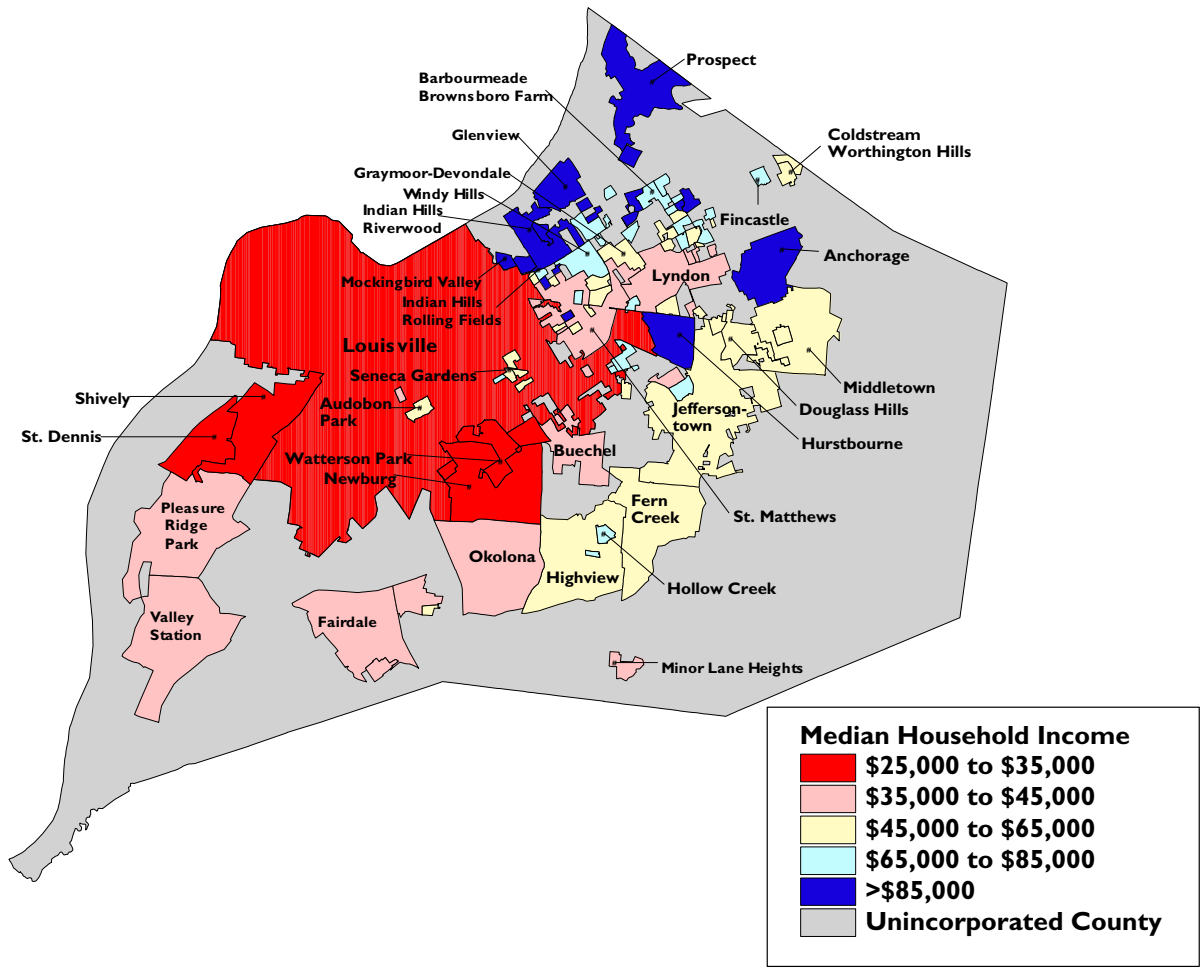 Prospect
Barbourmeade
Brownsboro Farm
Glenview
Coldstream
Worthington Hills
Graymoor-Devondale
Windy Hills
Indian Hills
Riverwood
Fincastle
Anchorage
Lyndon
Mockingbird Valley
Indian Hills
Rolling Fields
Louisville
Seneca Gardens
Shively
Audobon
Park
Middletown
Douglass Hills
Jefferson-
town
St. Dennis
Hurstbourne
Buechel
Watterson Park
Newburg
Fern
Creek
St. Matthews
Pleasure
Ridge
Park
Okolona
Highview
Hollow Creek
Valley
Station
Fairdale
Minor Lane Heights
Median Household Income
$25,000 to $35,000
$35,000 to $45,000
$45,000 to $65,000
$65,000 to $85,000
>$85,000
Unincorporated County